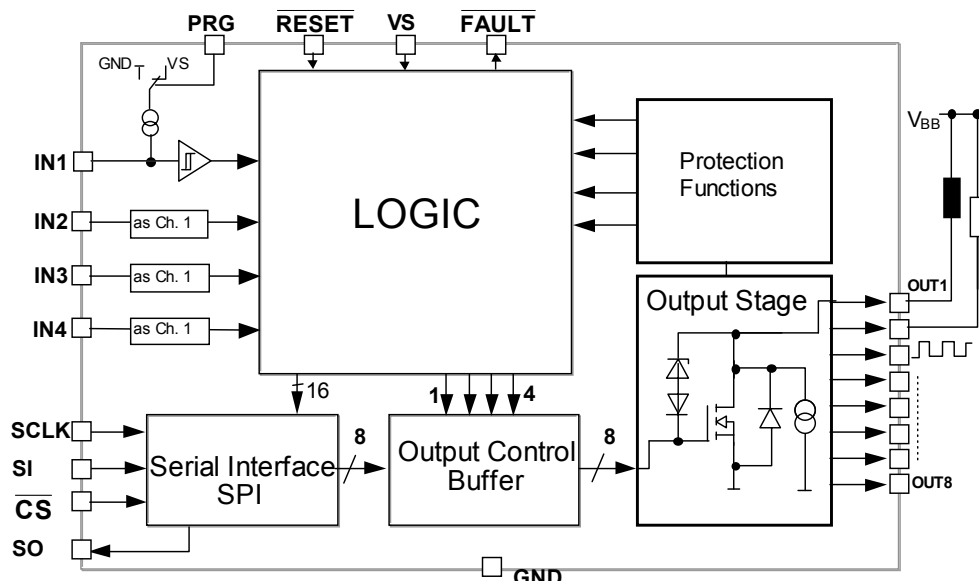 PRG
RESET
VS
FAULT
GND
VS
VBB
IN1
Protection
Functions
LOGIC
IN2
as Ch. 1
IN3
as Ch. 1
IN4
as Ch. 1
OUT1
Output Stage
16
1
4
SCLK
8
8
Serial Interface
SPI
Output Control
Buffer
SI
CS
OUT8
SO
GND